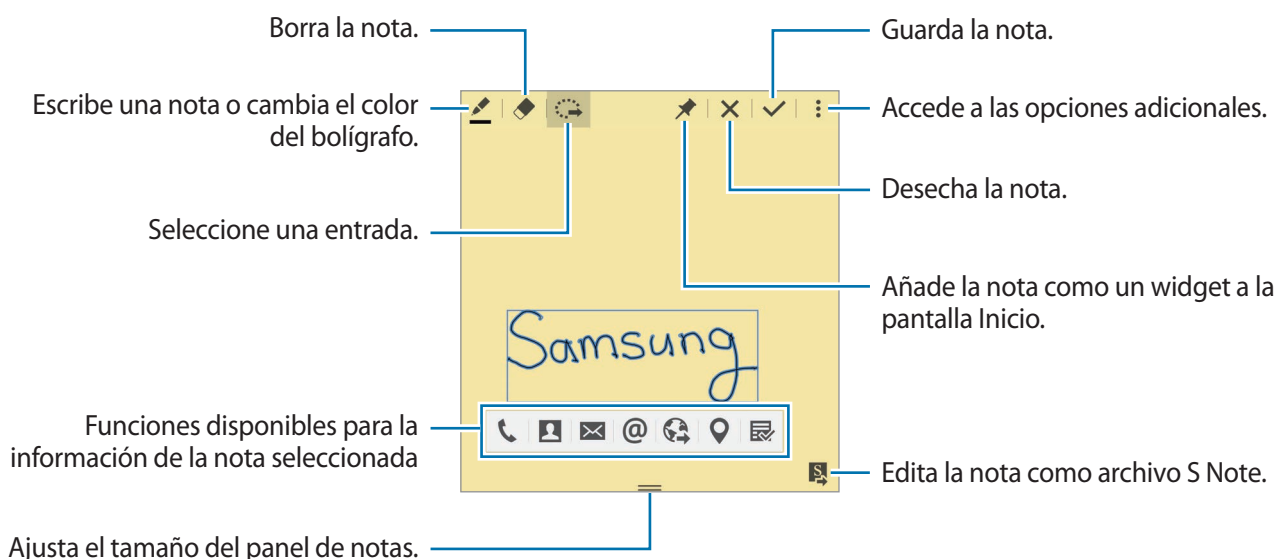 Borra la nota.
Guarda la nota.
Escribe una nota o cambia el color
del bolígrafo.
Accede a las opciones adicionales.
Desecha la nota.
Seleccione una entrada.
Añade la nota como un widget a la
pantalla Inicio.
Samsung
Funciones disponibles para la
información de la nota seleccionada
@
S
Edita la nota como archivo S Note.
Ajusta el tamaño del panel de notas.